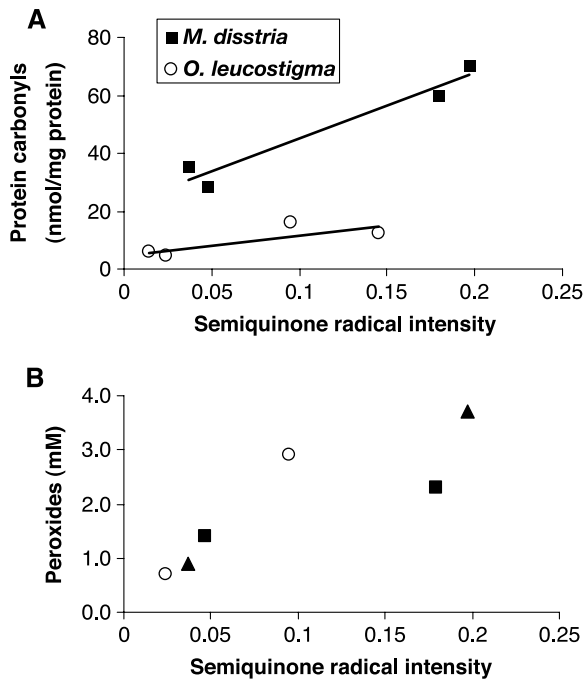 A
80
60
40
20
0
Protein carbonyls
(nmol/mg protein)
M. disstria
O. leucostigma
0 0.05 0.1 0.15 0.2 0.25
Semiquinone radical intensity
B
4.0
3.0
2.0
1.0
0.0
Peroxides (mM)
0 0.05 0.1 0.15 0.2 0.25
Semiquinone radical intensity